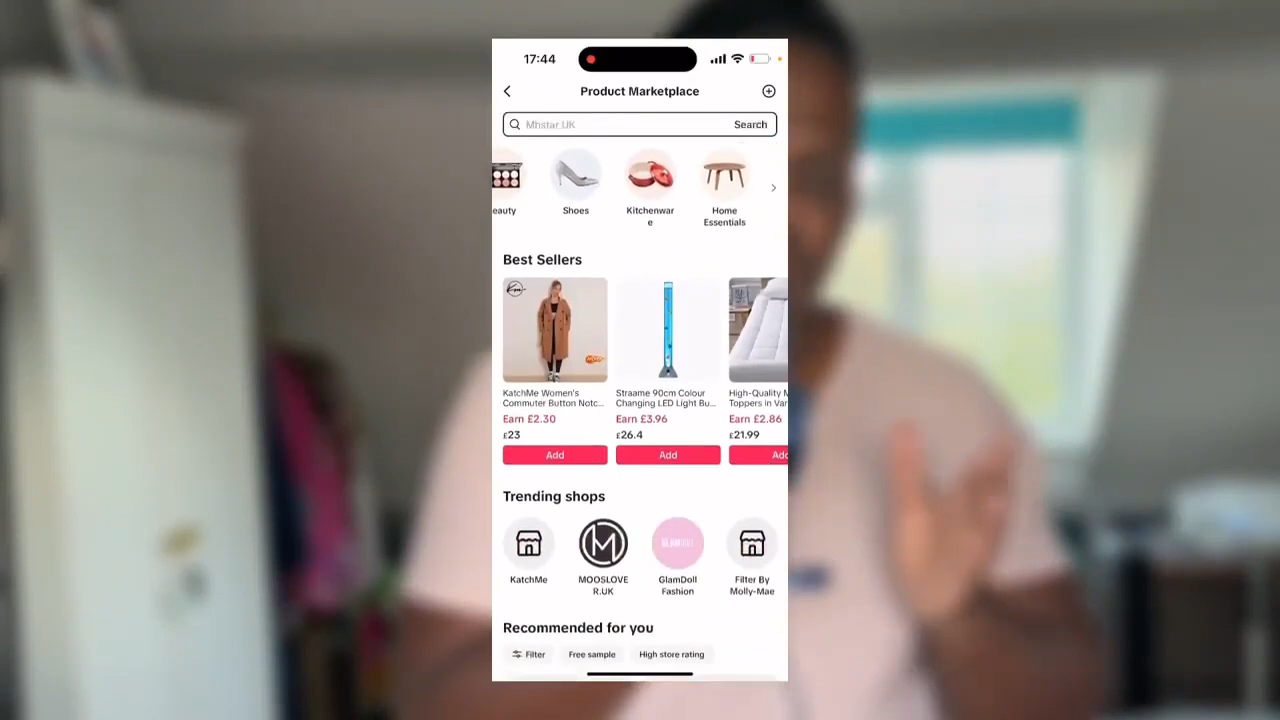 17:44
Product Marketplace
Mhstar UK
Search
eauty
Shoes
Kitchenwar
e
Home
Essentials
Best Sellers
KatchMe Women's
Commuter Button Notc...
Earn £2.30
£23
Add
Straame 90cm Colour
Changing LED Light Bu...
Earn £3.96
£26.4
Add
High-Quality M
Toppers in Var
Earn £2.86
£21.99
Add
Trending shops
KatchMe
MOOSLOVE
R.UK
GlamDoll
Fashion
Filter By
Molly-Mae
Recommended for you
Filter
Free sample
High store rating